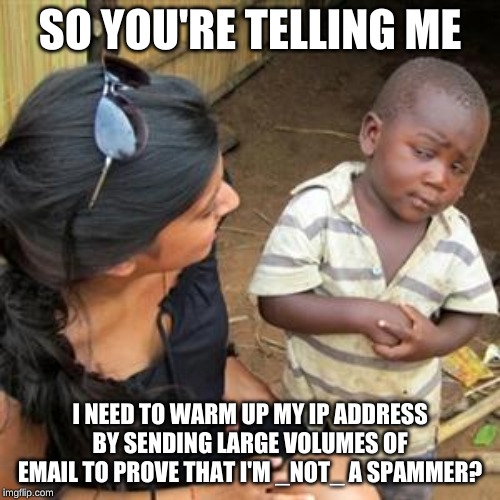 SO YOU'RE TELLING ME
I NEED TO WARM UP MY IP ADDRESS
BY SENDING LARGE VOLUMES OF
EMAIL TO PROVE THAT I'M _NOT_ A SPAMMER?
imgflip.com